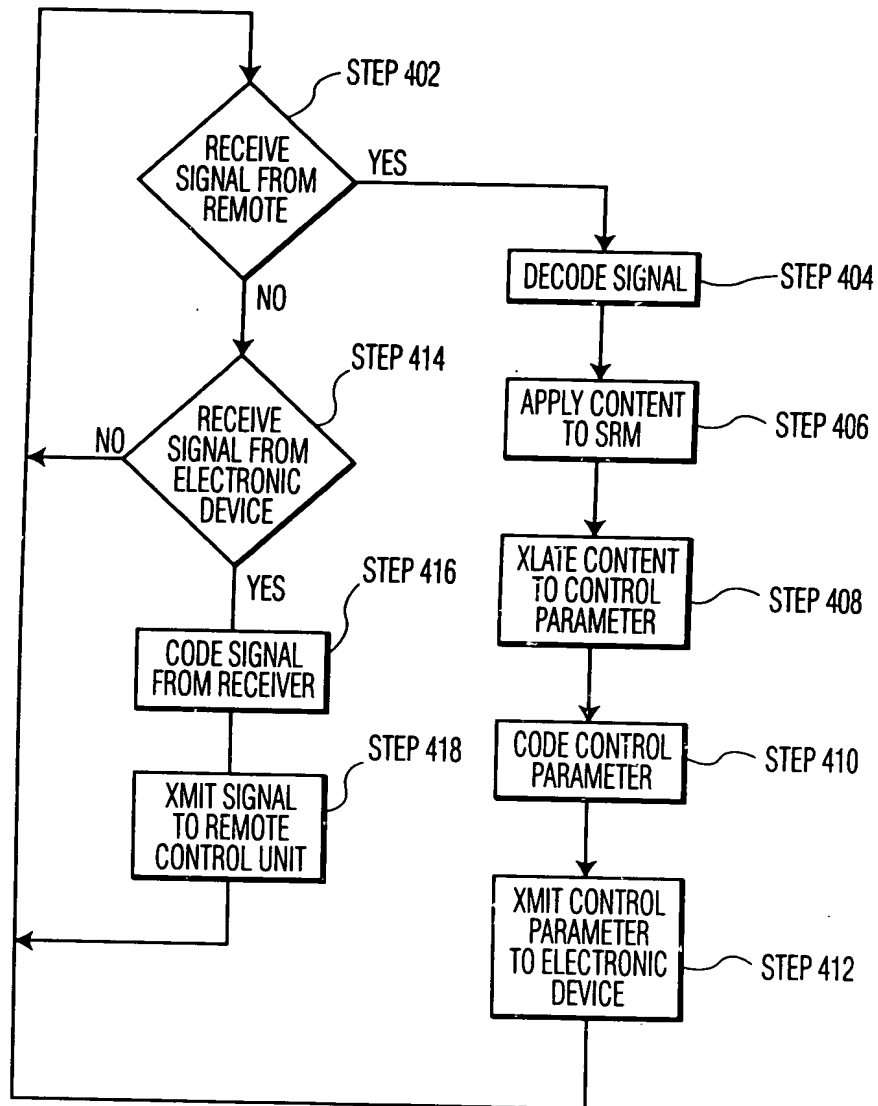 STEP 402
RECEIVE
SIGNAL FROM
REMOTE
YES
NO
DECODE SIGNAL
STEP 404
STEP 414
RECEIVE
SIGNAL FROM
ELECTRONIC
DEVICE
NO
YES
APPLY CONTENT
TO SRM
STEP 406
XLATE CONTENT
TO CONTROL
PARAMETER
STEP 408
STEP 416
CODE SIGNAL
FROM RECEIVER
CODE CONTROL
PARAMETER
STEP 410
STEP 418
XMIT SIGNAL
TO REMOTE
CONTROL UNIT
XMIT CONTROL
PARAMETER
TO ELECTRONIC
DEVICE
STEP 412